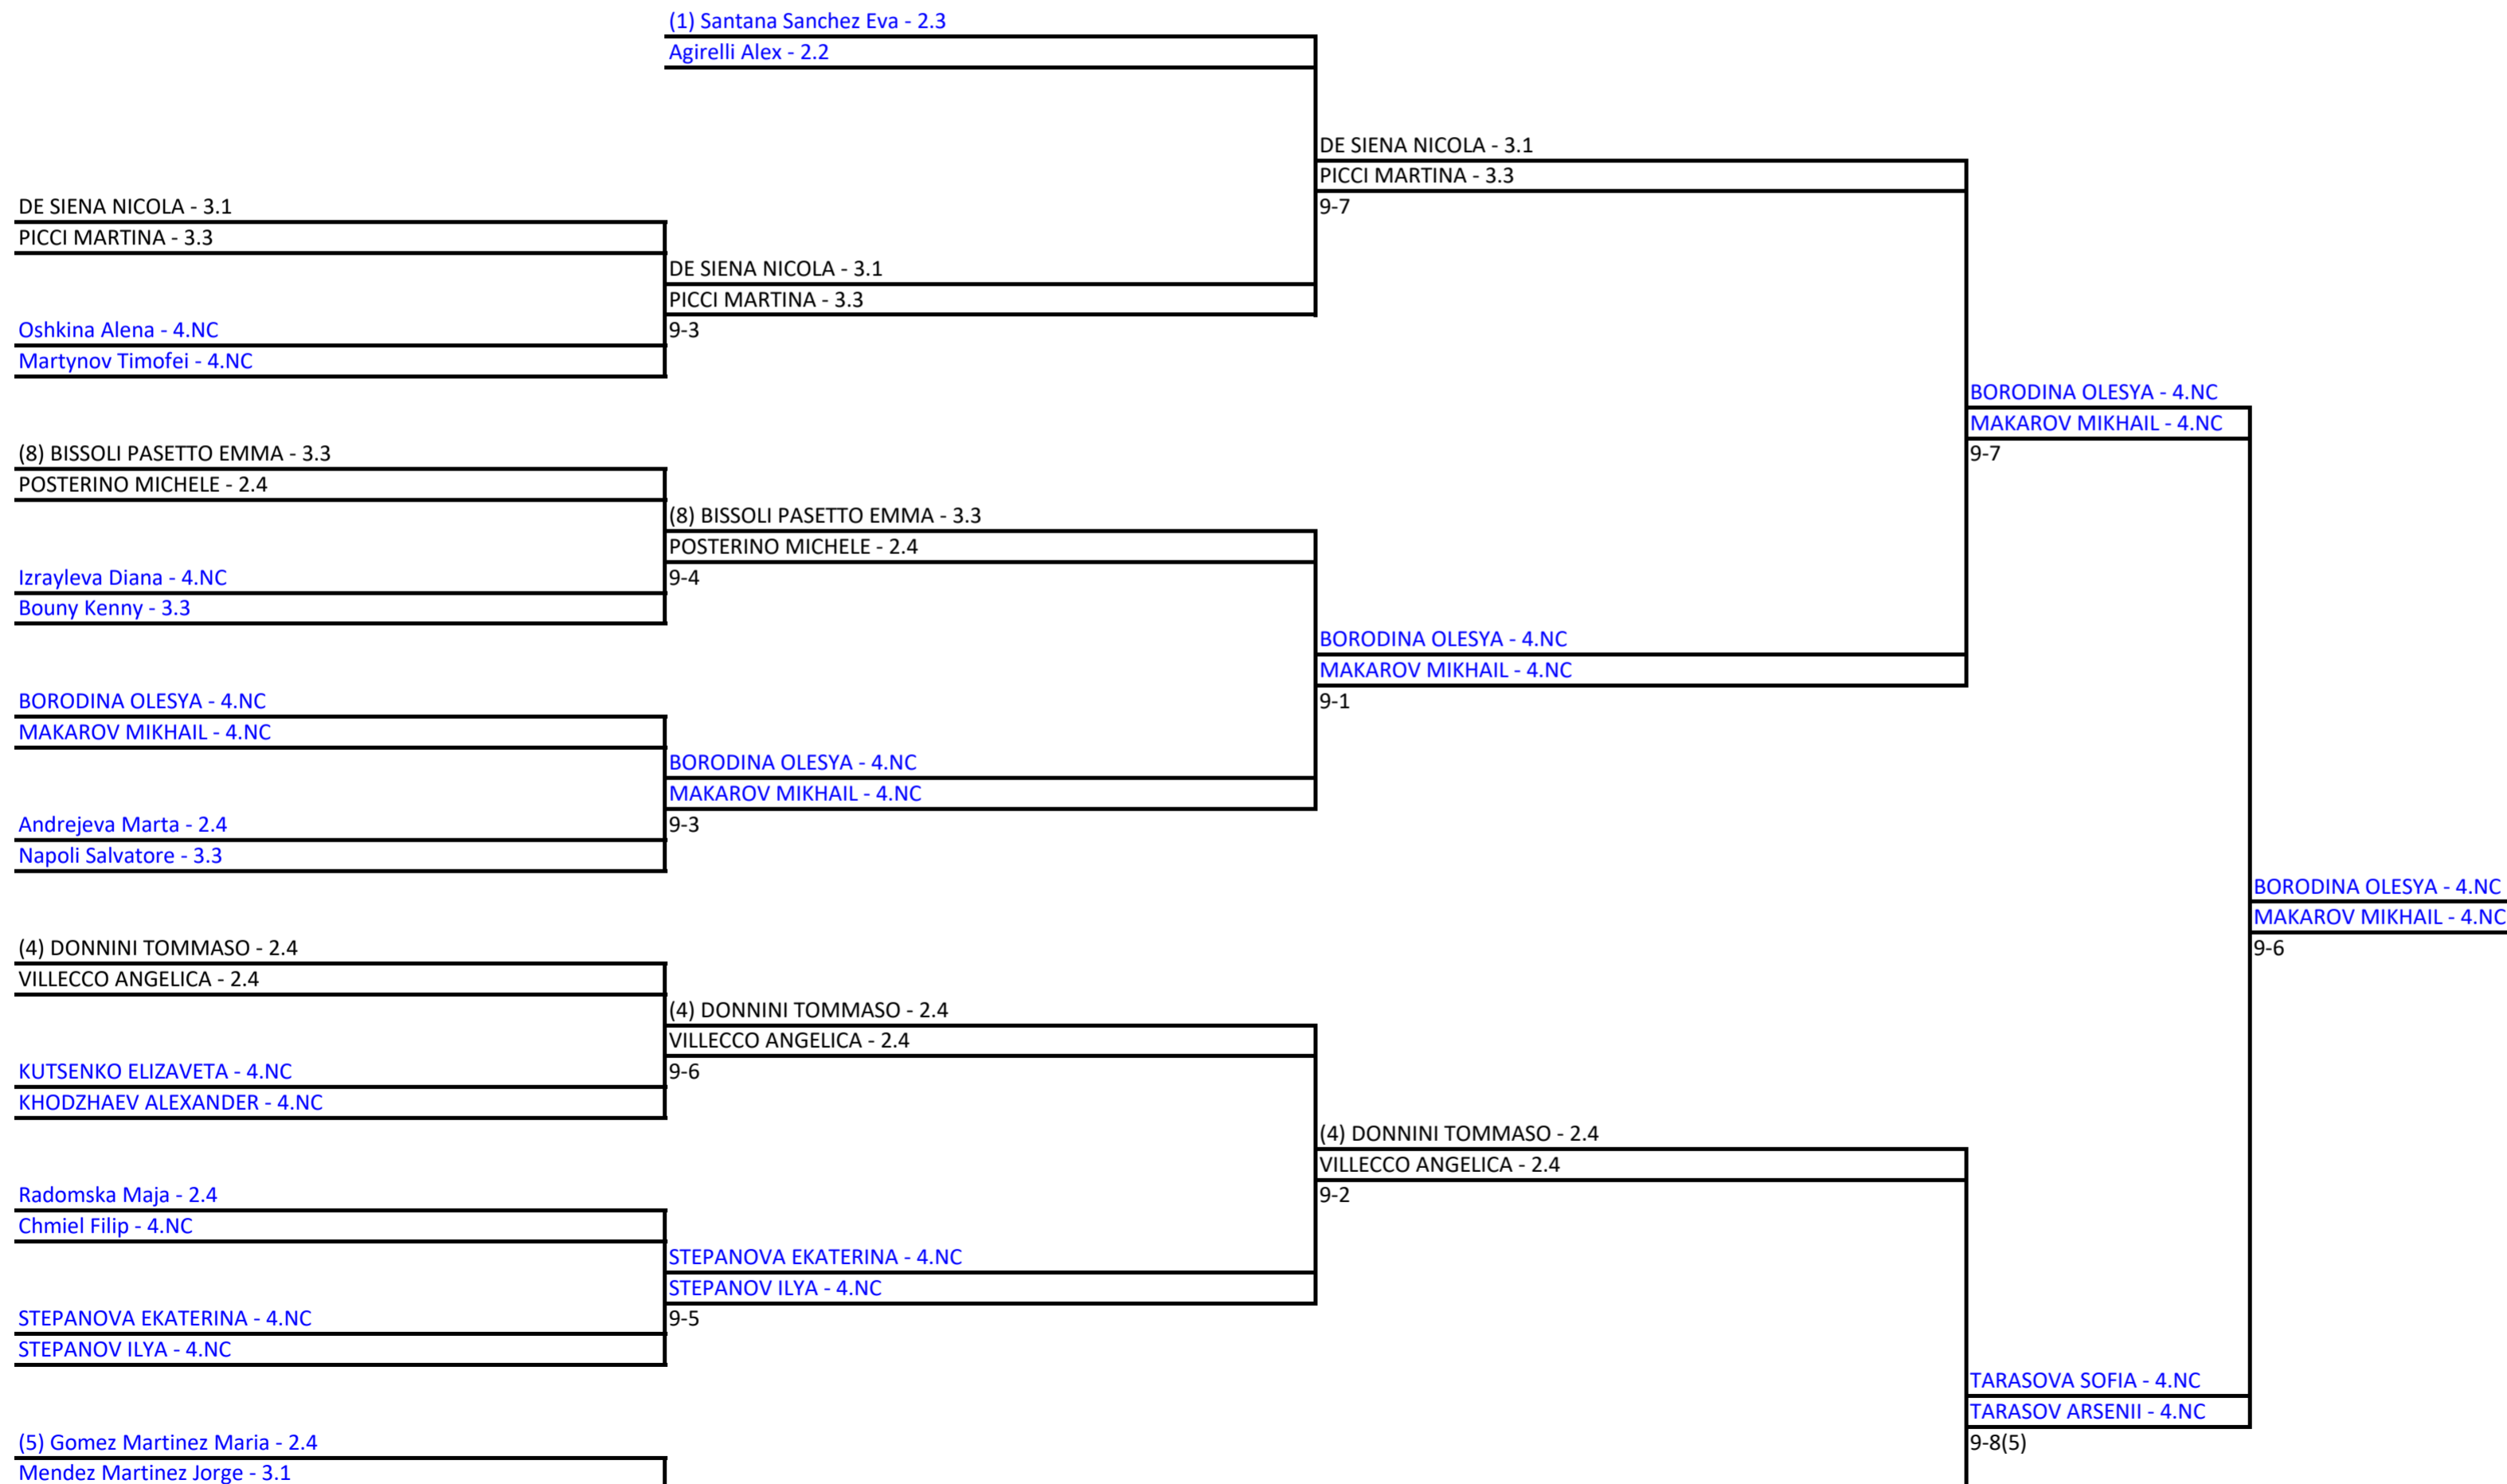 (1) Santana Sanchez Eva - 2.3
Agirelli Alex - 2.2
DE SIENA NICOLA - 3.1
PICCI MARTINA - 3.3
9-7
DE SIENA NICOLA - 3.1
PICCI MARTINA - 3.3
DE SIENA NICOLA - 3.1
PICCI MARTINA - 3.3
9-3
Oshkina Alena - 4.NC
Martynov Timofei - 4.NC
BORODINA OLESYA - 4.NC
MAKAROV MIKHAIL - 4.NC
9-7
(8) BISSOLI PASETTO EMMA - 3.3
POSTERINO MICHELE - 2.4
(8) BISSOLI PASETTO EMMA - 3.3
POSTERINO MICHELE - 2.4
9-4
Izrayleva Diana - 4.NC
Bouny Kenny - 3.3
BORODINA OLESYA - 4.NC
MAKAROV MIKHAIL - 4.NC
9-1
BORODINA OLESYA - 4.NC
MAKAROV MIKHAIL - 4.NC
BORODINA OLESYA - 4.NC
MAKAROV MIKHAIL - 4.NC
9-3
Andrejeva Marta - 2.4
Napoli Salvatore - 3.3
BORODINA OLESYA - 4.NC
MAKAROV MIKHAIL - 4.NC
9-6
(4) DONNINI TOMMASO - 2.4
VILLECCO ANGELICA - 2.4
(4) DONNINI TOMMASO - 2.4
VILLECCO ANGELICA - 2.4
9-6
KUTSENKO ELIZAVETA - 4.NC
KHODZHAEV ALEXANDER - 4.NC
(4) DONNINI TOMMASO - 2.4
VILLECCO ANGELICA - 2.4
9-2
Radomska Maja - 2.4
Chmiel Filip - 4.NC
STEPANOVA EKATERINA - 4.NC
STEPANOV ILYA - 4.NC
9-5
STEPANOVA EKATERINA - 4.NC
STEPANOV ILYA - 4.NC
TARASOVA SOFIA - 4.NC
TARASOV ARSENII - 4.NC
9-8(5)
(5) Gomez Martinez Maria - 2.4
Mendez Martinez Jorge - 3.1